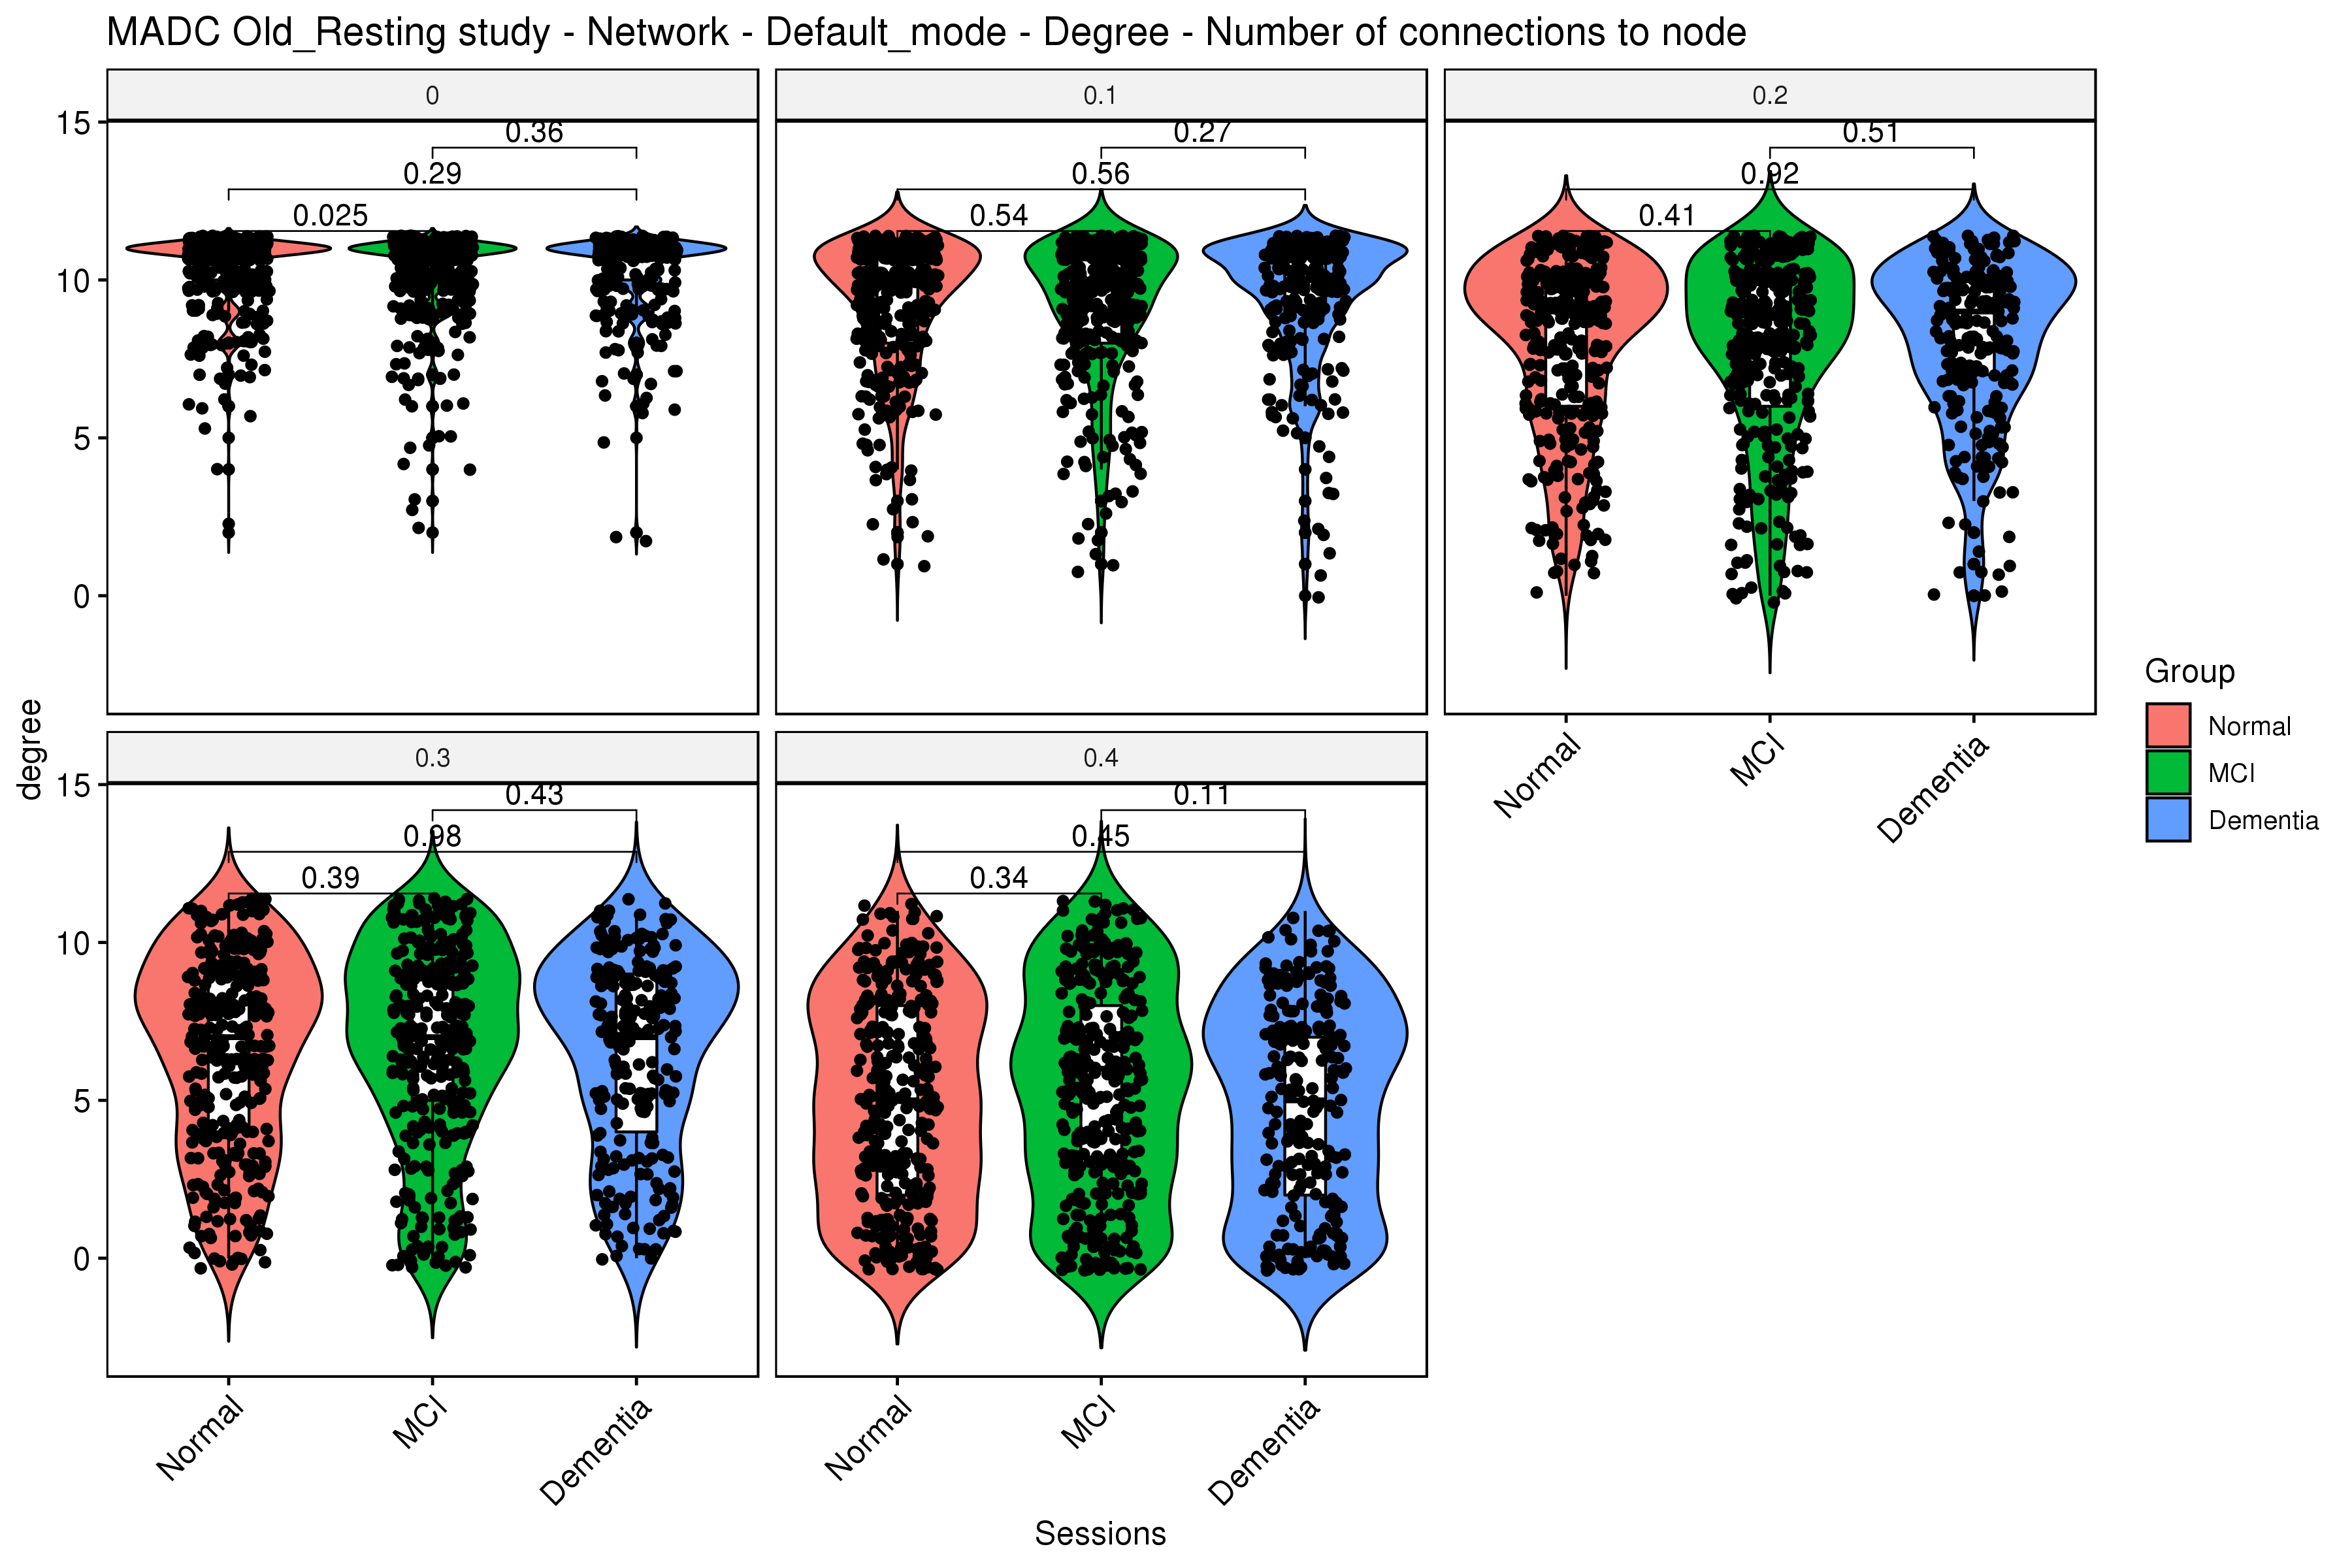 MADC Old_Resting study - Network - Default_mode - Degree - Number of connections to node
0
0.1
0.2
15
10
5
0
0.36
0.29
0.025
0.27
0.56
0.54
0.51
0.92
0.41
Normal
MCI
Dementia
0.3
0.4
15
10
5
0
0.43
0.98
0.39
0.11
0.45
0.34
Normal
MCI
Dementia
Normal
MCI
Dementia
degree
Sessions
Group
Normal
MCI
Dementia